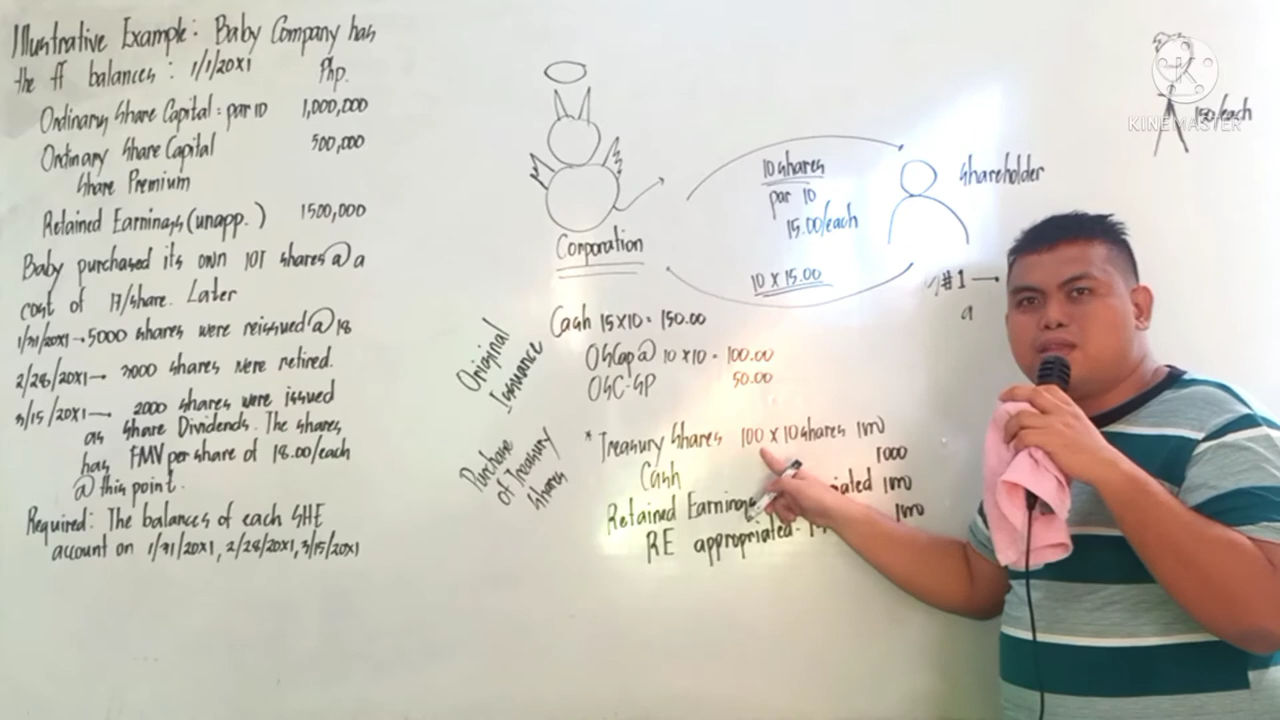 Illustrative Example: Baby Company has
the ff balances : 1/1/20x1 Php.
Ordinary Share Capital : par 10 1,000,000
Ordinary Share Capital 500,000
Share Premium
Retained Earnings (unapp.) 1500,000
Baby purchased its own 10T shares @ a
cost of 17/share. Later
1/31/20x1 → 5000 shares were reissued @ 18
2/28/20x1 → 3000 shares were retired.
3/15/20x1 → 2000 shares were issued
as share Dividends. The shares
has FMV per share of 18.00/each
@ this point.
Required: The balances of each SHE
account on 1/31/20x1, 2/28/20x1, 3/15/20x1
Corporation
10 shares
par 10
15.00/each
10 x 15.00
shareholder
150/each
K
KINEMASTER
#1 →
a
Original
Issuance
Cash 15x10 = 150.00
OSCap @ 10 x10 = 100.00
OSC-SP 50.00
Purchase
of Treasury
shares
* Treasury Shares 100 x 10 shares 1000
Cash 1000
Retained Earnings 1000
RE appropriated- 1000